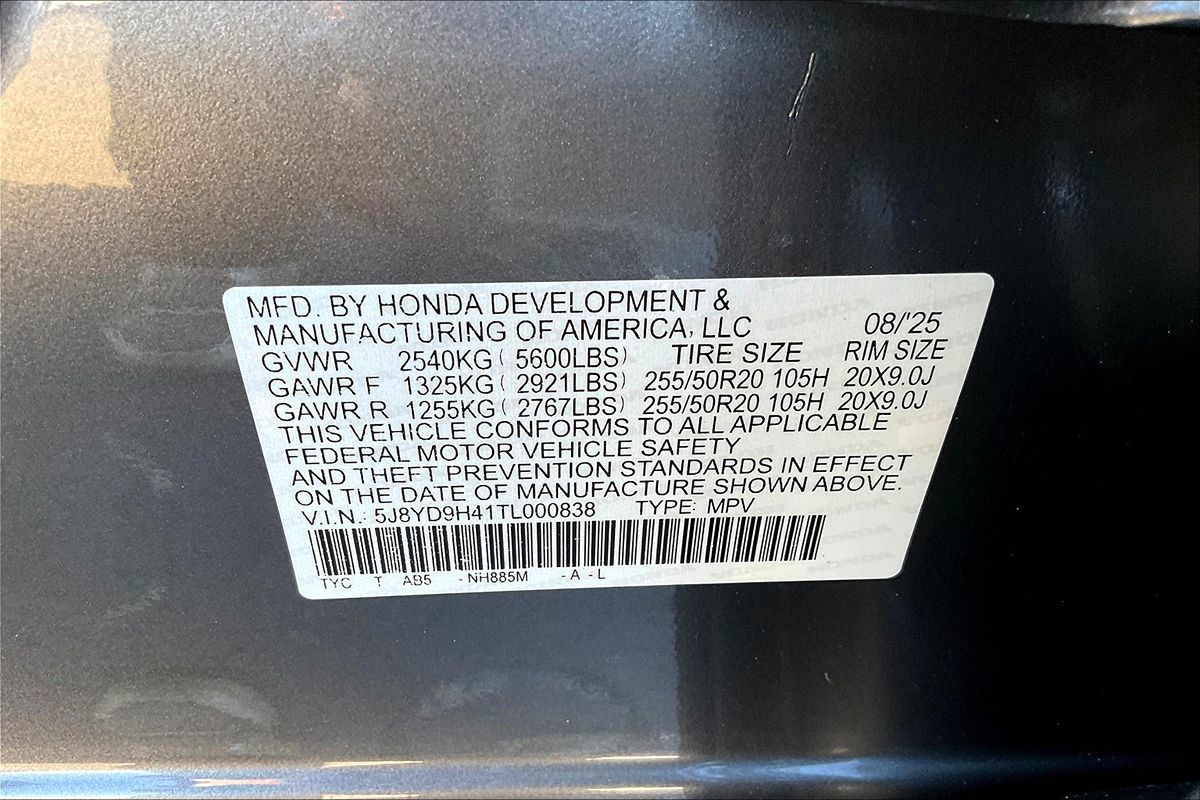 MFD. BY HONDA DEVELOPMENT &
MANUFACTURING OF AMERICA, LLC 08/'25
GVWR 2540KG ( 5600LBS) TIRE SIZE RIM SIZE
GAWR F 1325KG ( 2921LBS) 255/50R20 105H 20X9.0J
GAWR R 1255KG ( 2767LBS) 255/50R20 105H 20X9.0J
THIS VEHICLE CONFORMS TO ALL APPLICABLE
FEDERAL MOTOR VEHICLE SAFETY
AND THEFT PREVENTION STANDARDS IN EFFECT
ON THE DATE OF MANUFACTURE SHOWN ABOVE.
V.I.N.: 5J8YD9H41TL000838 TYPE: MPV
TYC T AB5 -NH885M -A -L